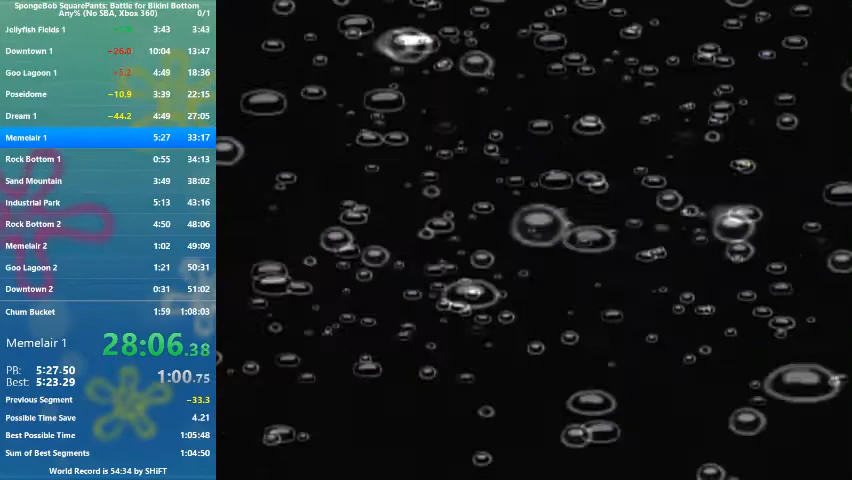 SpongeBob SquarePants: Battle for Bikini Bottom
Any% (No SBA, Xbox 360) 0/1
Jellyfish Fields 1 3:43 3:43
Downtown 1 −26.0 10:04 13:47
Goo Lagoon 1 +5.2 4:49 18:36
Poseidome −10.9 3:39 22:15
Dream 1 −44.2 4:49 27:05
Memelair 1 5:27 33:17
Rock Bottom 1 0:55 34:13
Sand Mountain 3:49 38:02
Industrial Park 5:13 43:16
Rock Bottom 2 4:50 48:06
Memelair 2 1:02 49:09
Goo Lagoon 2 1:21 50:31
Downtown 2 0:31 51:02
Chum Bucket 1:59 1:08:03
Memelair 1 28:06.38
PB: 5:27.50
Best: 5:23.29 1:00.75
Previous Segment −33.3
Possible Time Save 4.21
Best Possible Time 1:05:48
Sum of Best Segments 1:04:50
World Record is 54:34 by SHiFT